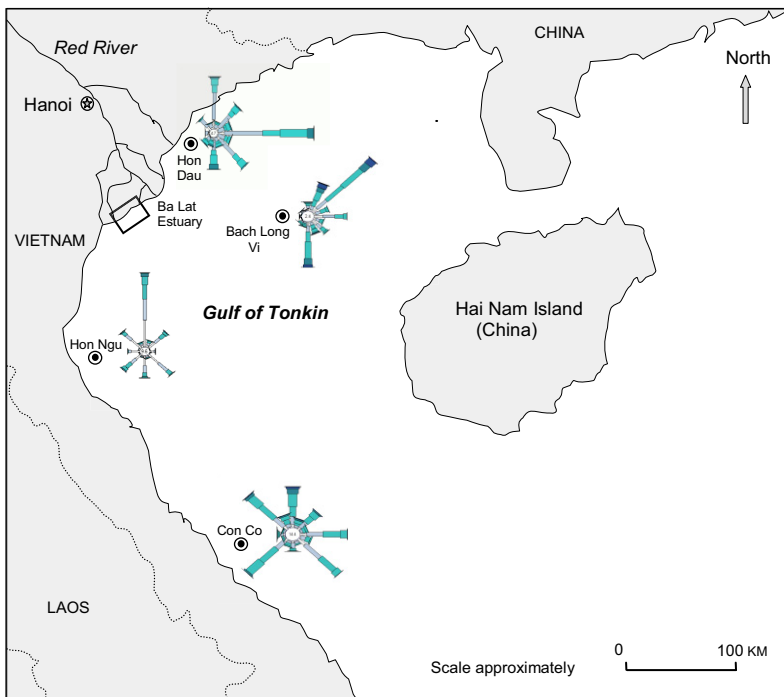 CHINA
Red River
North
Hanoi
Hon
Dau
Ba Lat
Estuary
Bach Long
Vi
VIETNAM
Gulf of Tonkin
Hai Nam Island
(China)
Hon Ngu
Con Co
LAOS
0
100 KM
Scale approximately